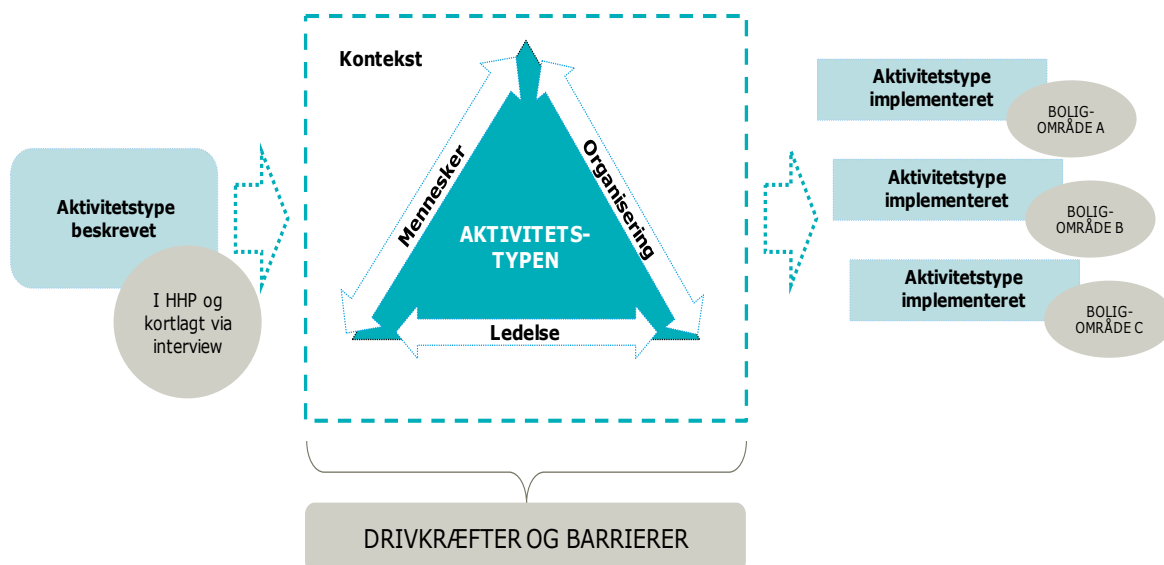 Aktivitetstype
beskrevet
I HHP og
kortlagt via
interview
Kontekst
Mennesker
Organisering
AKTIVITETS-
TYPEN
Ledelse
DRIVKRÆFTER OG BARRIERER
Aktivitetstype
implementeret
BOLIG-
OMRÅDE A
Aktivitetstype
implementeret
BOLIG-
OMRÅDE B
Aktivitetstype
implementeret
BOLIG-
OMRÅDE C